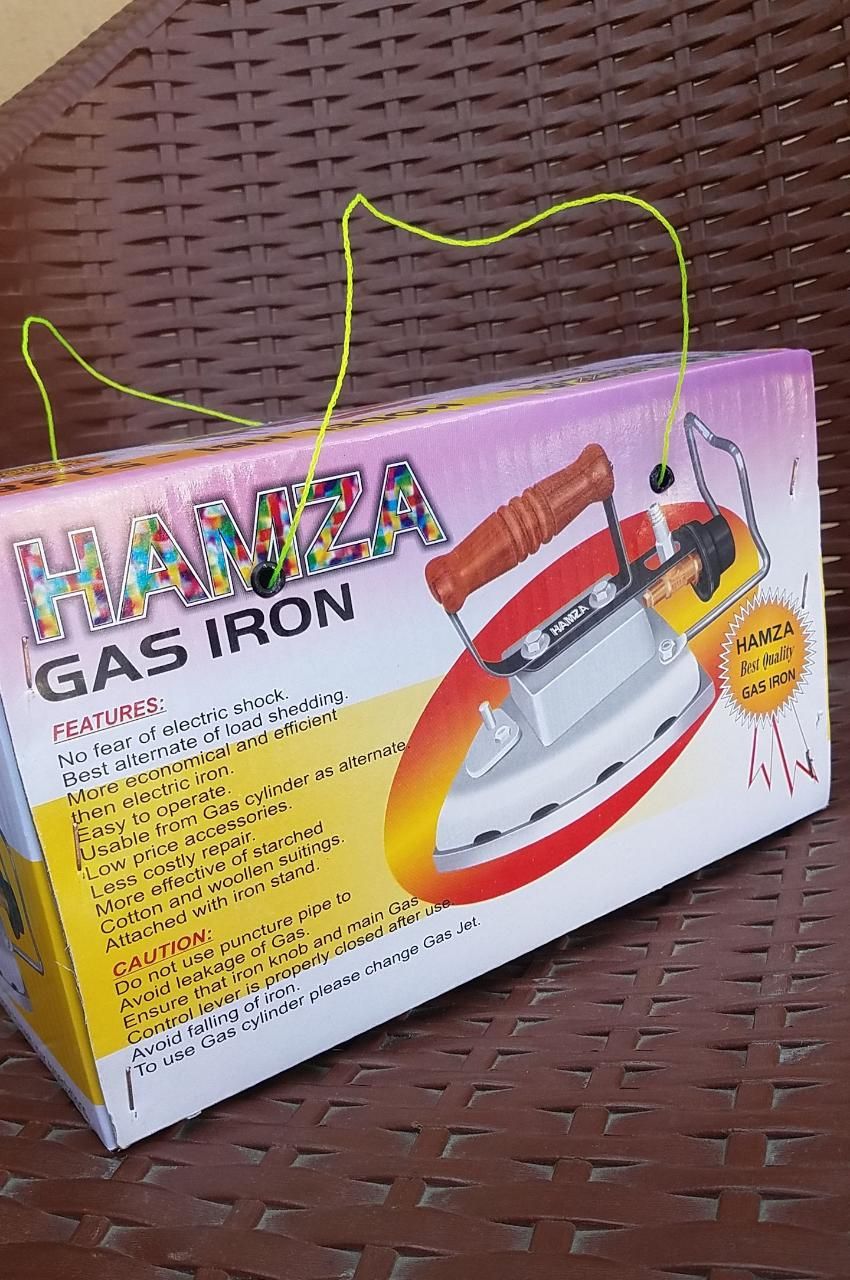 HAMZA
GAS IRON
FEATURES:
No fear of electric shock.
Best alternate of load shedding.
More economical and efficient
then electric iron.
Easy to operate.
Usable from Gas cylinder as alternate.
Low price accessories.
Less costly repair.
More effective of starched
Cotton and woollen suitings.
Attached with iron stand.
CAUTION:
Do not use puncture pipe to
Avoid leakage of Gas.
Ensure that iron knob and main Gas
Control lever is properly closed after use.
Avoid falling of iron.
To use Gas cylinder please change Gas Jet.
HAMZA
HAMZA
Best Quality
GAS IRON